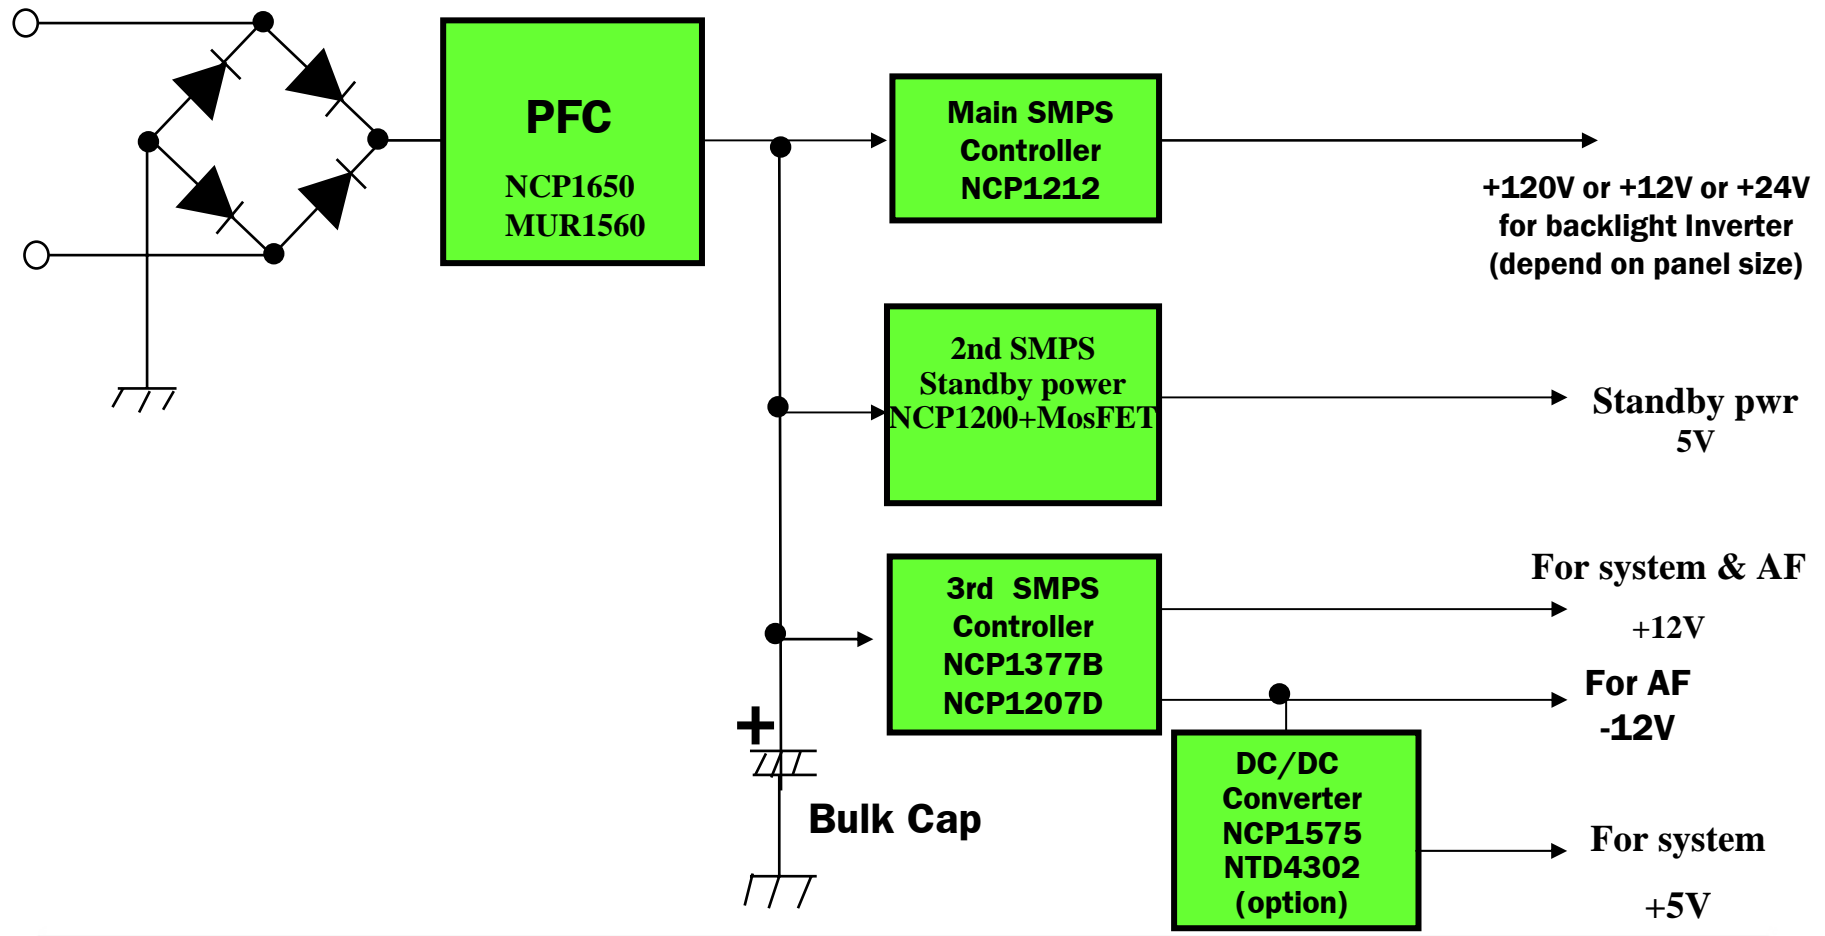 PFC
NCP1650
MUR1560
Main SMPS
Controller
NCP1212
+120V or +12V or +24V
for backlight Inverter
(depend on panel size)
2nd SMPS
Standby power
NCP1200+MosFET
Standby pwr
5V
3rd SMPS
Controller
NCP1377B
NCP1207D
For system & AF
+12V
For AF
-12V
+
Bulk Cap
DC/DC
Converter
NCP1575
NTD4302
(option)
For system
+5V